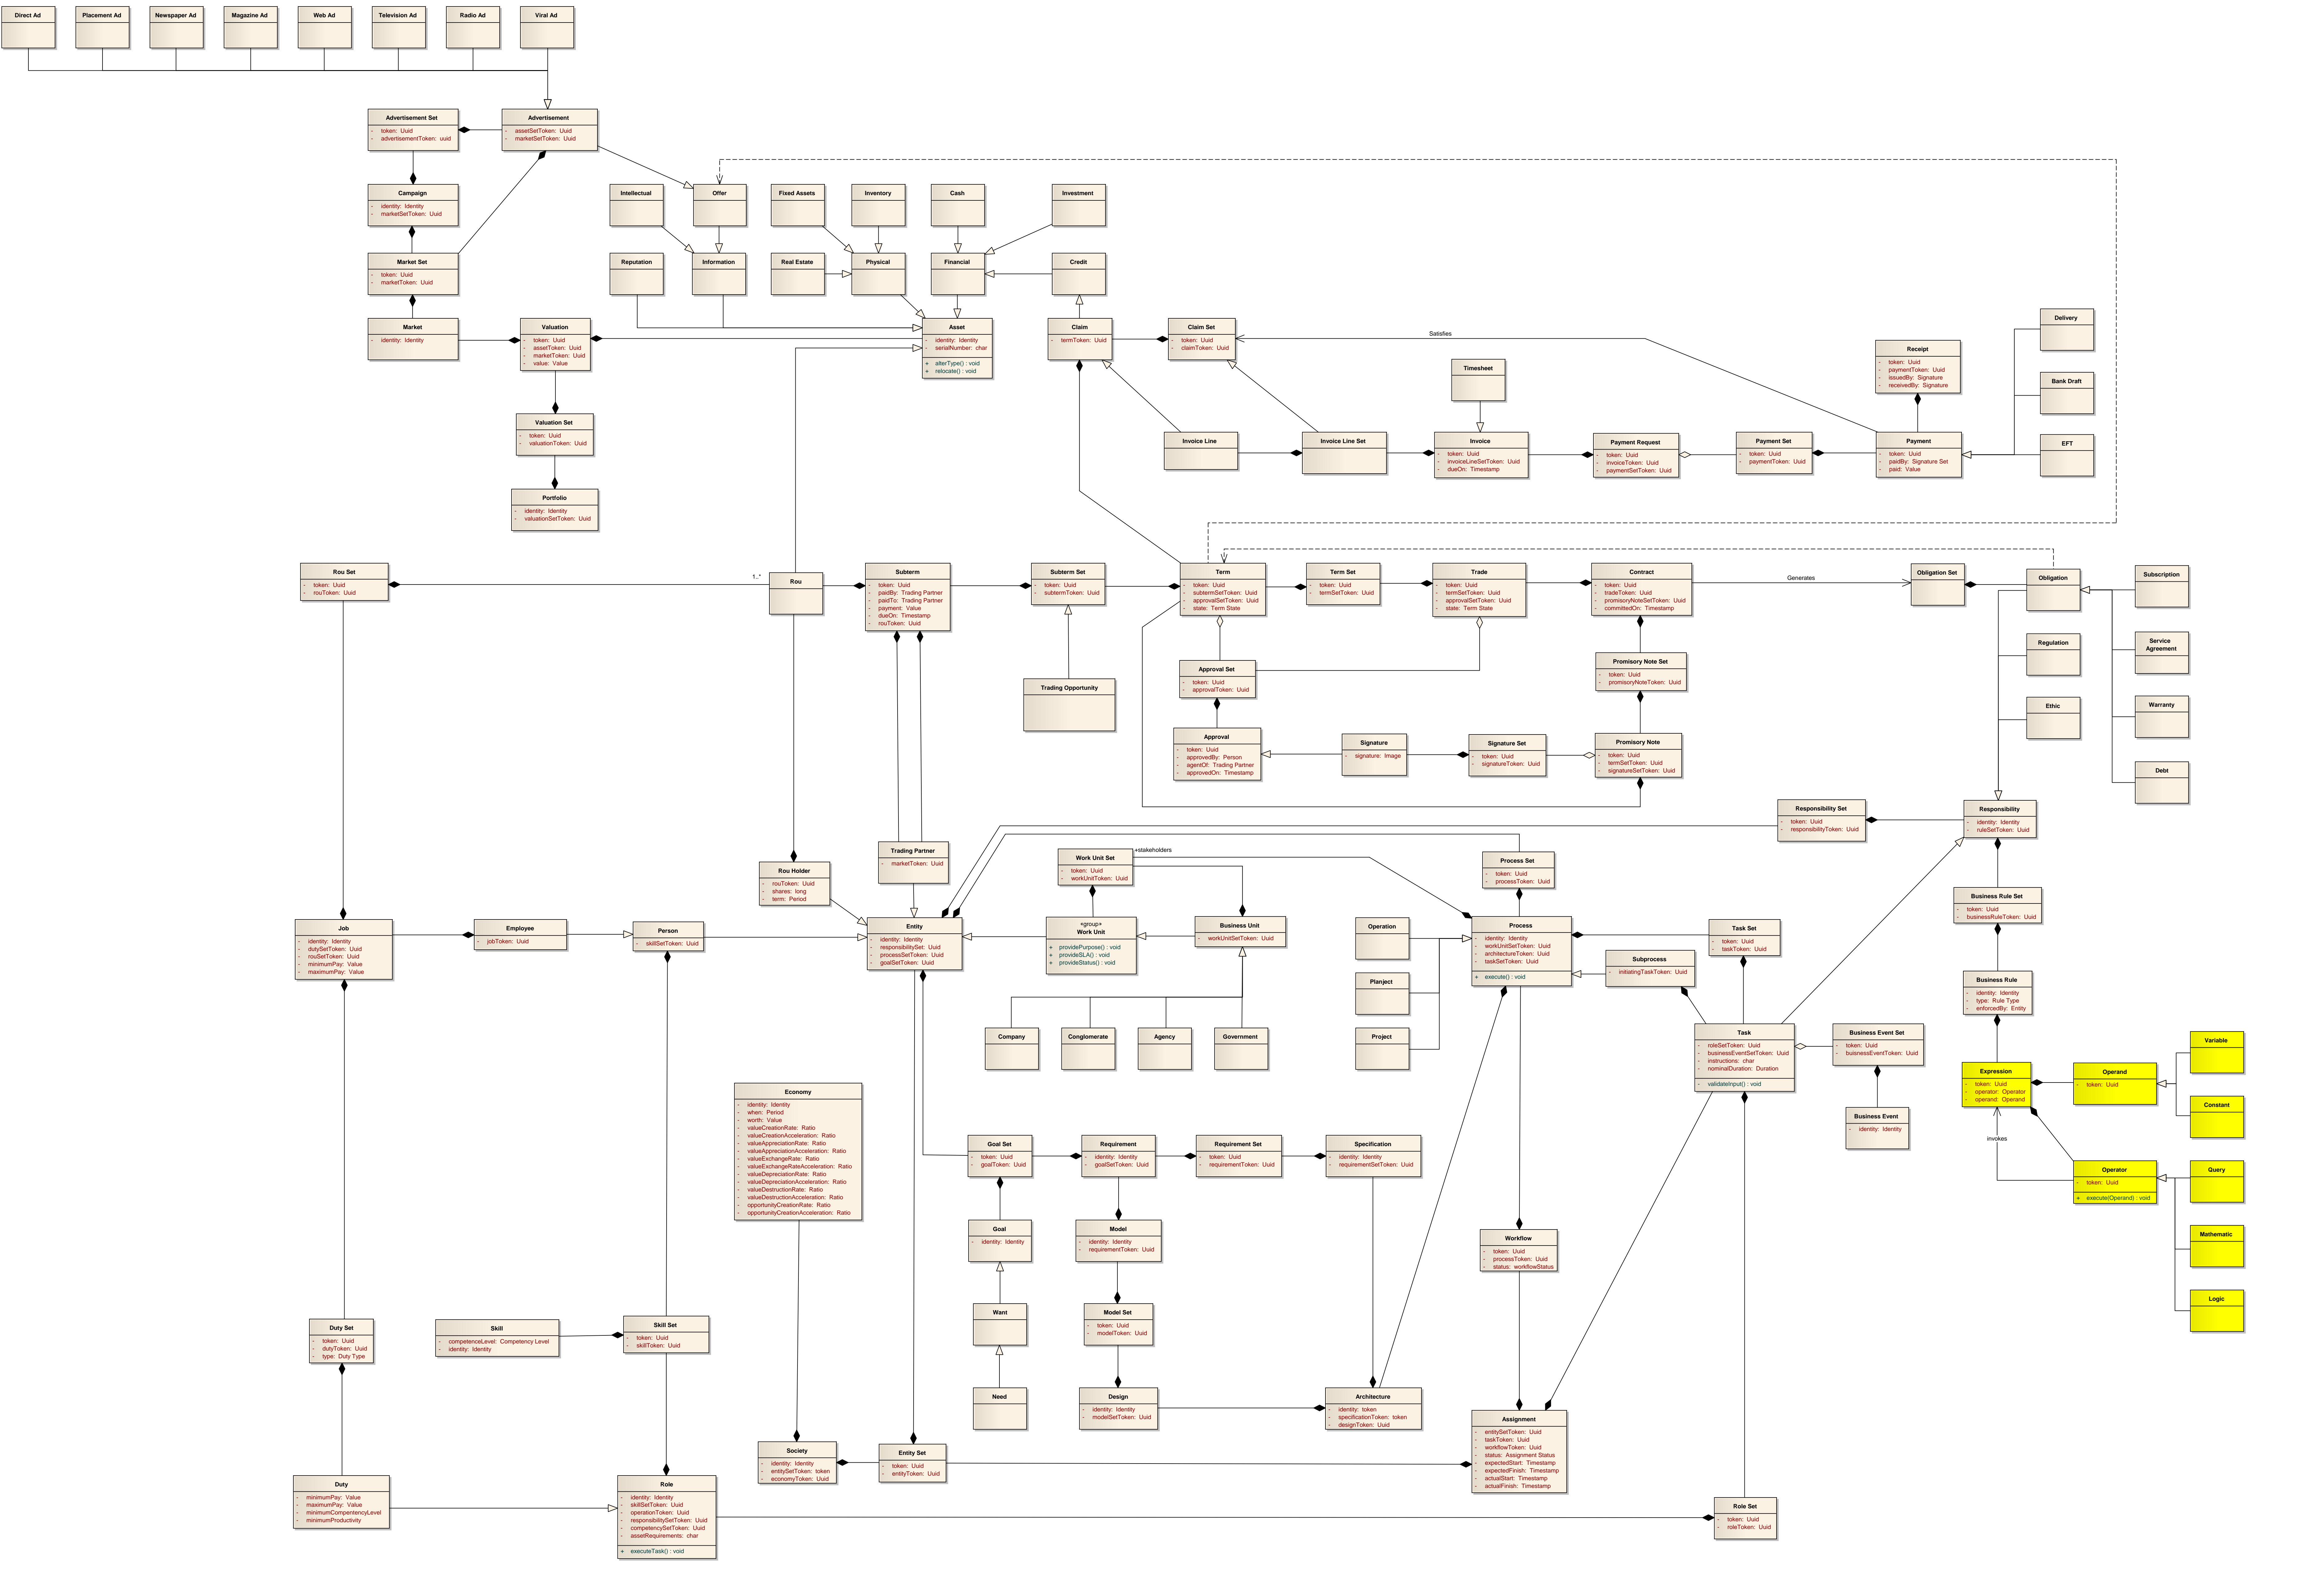 Direct Ad
Placement Ad
Newspaper Ad
Magazine Ad
Web Ad
Television Ad
Radio Ad
Viral Ad
Advertisement Set
- token: Uuid
- advertisementToken: uuid
Advertisement
- assetSetToken: Uuid
- marketSetToken: Uuid
Campaign
- identity: Identity
- marketSetToken: Uuid
Intellectual
Offer
Fixed Assets
Inventory
Cash
Investment
Market Set
- token: Uuid
- marketToken: Uuid
Reputation
Information
Real Estate
Physical
Financial
Credit
Market
- identity: Identity
Valuation
- token: Uuid
- assetToken: Uuid
- marketToken: Uuid
- value: Value
Asset
- identity: Identity
- serialNumber: char
+ alterType() : void
+ relocate() : void
Claim
- termToken: Uuid
Claim Set
- token: Uuid
- claimToken: Uuid
Satisfies
Delivery
Receipt
- token: Uuid
- paymentToken: Uuid
- issuedBy: Signature
- receivedBy: Signature
Timesheet
Bank Draft
Valuation Set
- token: Uuid
- valuationToken: Uuid
Invoice Line
Invoice Line Set
Invoice
- token: Uuid
- invoiceLineSetToken: Uuid
- dueOn: Timestamp
Payment Request
- token: Uuid
- invoiceToken: Uuid
- paymentSetToken: Uuid
Payment Set
- token: Uuid
- paymentToken: Uuid
Payment
- token: Uuid
- paidBy: Signature Set
- paid: Value
EFT
Portfolio
- identity: Identity
- valuationSetToken: Uuid
Rou Set
- token: Uuid
- rouToken: Uuid
1..*
Rou
Subterm
- token: Uuid
- paidBy: Trading Partner
- paidTo: Trading Partner
- payment: Value
- dueOn: Timestamp
- rouToken: Uuid
Subterm Set
- token: Uuid
- subtermToken: Uuid
Term
- token: Uuid
- subtermSetToken: Uuid
- approvalSetToken: Uuid
- state: Term State
Term Set
- token: Uuid
- termSetToken: Uuid
Trade
- token: Uuid
- termSetToken: Uuid
- approvalSetToken: Uuid
- state: Term State
Contract
- token: Uuid
- tradeToken: Uuid
- promisoryNoteSetToken: Uuid
- committedOn: Timestamp
Generates
Obligation Set
Obligation
Subscription
Regulation
Service
Agreement
Trading Opportunity
Approval Set
- token: Uuid
- approvalToken: Uuid
Promisory Note Set
- token: Uuid
- promisoryNoteToken: Uuid
Ethic
Warranty
Approval
- token: Uuid
- approvedBy: Person
- agentOf: Trading Partner
- approvedOn: Timestamp
Signature
- signature: Image
Signature Set
- token: Uuid
- signatureToken: Uuid
Promisory Note
- token: Uuid
- termSetToken: Uuid
- signatureSetToken: Uuid
Debt
Responsibility Set
- token: Uuid
- responsibilityToken: Uuid
Responsibility
- identity: Identity
- ruleSetToken: Uuid
Rou Holder
- rouToken: Uuid
- shares: long
- term: Period
Trading Partner
- marketToken: Uuid
Work Unit Set
- token: Uuid
- workUnitToken: Uuid
+stakeholders
Process Set
- token: Uuid
- processToken: Uuid
Business Rule Set
- token: Uuid
- businessRuleToken: Uuid
Job
- identity: Identity
- dutySetToken: Uuid
- rouSetToken: Uuid
- minimumPay: Value
- maximumPay: Value
Employee
- jobToken: Uuid
Person
- skillSetToken: Uuid
Entity
- identity: Identity
- responsibilitySet: Uuid
- processSetToken: Uuid
- goalSetToken: Uuid
«group»
Work Unit
+ providePurpose() : void
+ provideSLA() : void
+ provideStatus() : void
Business Unit
- workUnitSetToken: Uuid
Operation
Process
- identity: Identity
- workUnitSetToken: Uuid
- architectureToken: Uuid
- taskSetToken: Uuid
+ execute() : void
Task Set
- token: Uuid
- taskToken: Uuid
Subprocess
- initiatingTaskToken: Uuid
Planject
Business Rule
- identity: Identity
- type: Rule Type
- enforcedBy: Entity
Company
Conglomerate
Agency
Government
Project
Task
- roleSetToken: Uuid
- businessEventSetToken: Uuid
- instructions: char
- nominalDuration: Duration
+ validateInput() : void
Business Event Set
- token: Uuid
- buisnessEventToken: Uuid
Variable
Expression
- token: Uuid
- operator: Operator
- operand: Operand
Operand
- token: Uuid
Constant
Economy
- identity: Identity
- when: Period
- worth: Value
- valueCreationRate: Ratio
- valueCreationAcceleration: Ratio
- valueAppreciationRate: Ratio
- valueAppreciationAcceleration: Ratio
- valueExchangeRate: Ratio
- valueExchangeRateAcceleration: Ratio
- valueDepreciationRate: Ratio
- valueDepreciationAcceleration: Ratio
- valueDestructionRate: Ratio
- valueDestructionAcceleration: Ratio
- opportunityCreationRate: Ratio
- opportunityCreationAcceleration: Ratio
Business Event
- identity: Identity
invokes
Goal Set
- token: Uuid
- goalToken: Uuid
Requirement
- identity: Identity
- goalSetToken: Uuid
Requirement Set
- token: Uuid
- requirementToken: Uuid
Specification
- identity: Identity
- requirementSetToken: Uuid
Operator
- token: Uuid
+ execute(Operand) : void
Query
Goal
- identity: Identity
Model
- identity: Identity
- requirementToken: Uuid
Workflow
- token: Uuid
- processToken: Uuid
- status: workflowStatus
Mathematic
Logic
Want
Model Set
- token: Uuid
- modelToken: Uuid
Duty Set
- token: Uuid
- dutyToken: Uuid
- type: Duty Type
Skill
- competenceLevel: Competency Level
- identity: Identity
Skill Set
- token: Uuid
- skillToken: Uuid
Need
Design
- identity: Identity
- modelSetToken: Uuid
Architecture
- identity: token
- specificationToken: token
- designToken: Uuid
Assignment
- entitySetToken: Uuid
- taskToken: Uuid
- workflowToken: Uuid
- status: Assignment Status
- expectedStart: Timestamp
- expectedFinish: Timestamp
- actualStart: Timestamp
- actualFinish: Timestamp
Society
- identity: Identity
- entitySetToken: token
- economyToken: Uuid
Entity Set
- token: Uuid
- entityToken: Uuid
Duty
- minimumPay: Value
- maximumPay: Value
- minimumCompentencyLevel
- minimumProductivity
Role
- identity: Identity
- skillSetToken: Uuid
- operationToken: Uuid
- responsibilitySetToken: Uuid
- competencySetToken: Uuid
- assetRequirements: char
+ executeTask() : void
Role Set
- token: Uuid
- roleToken: Uuid